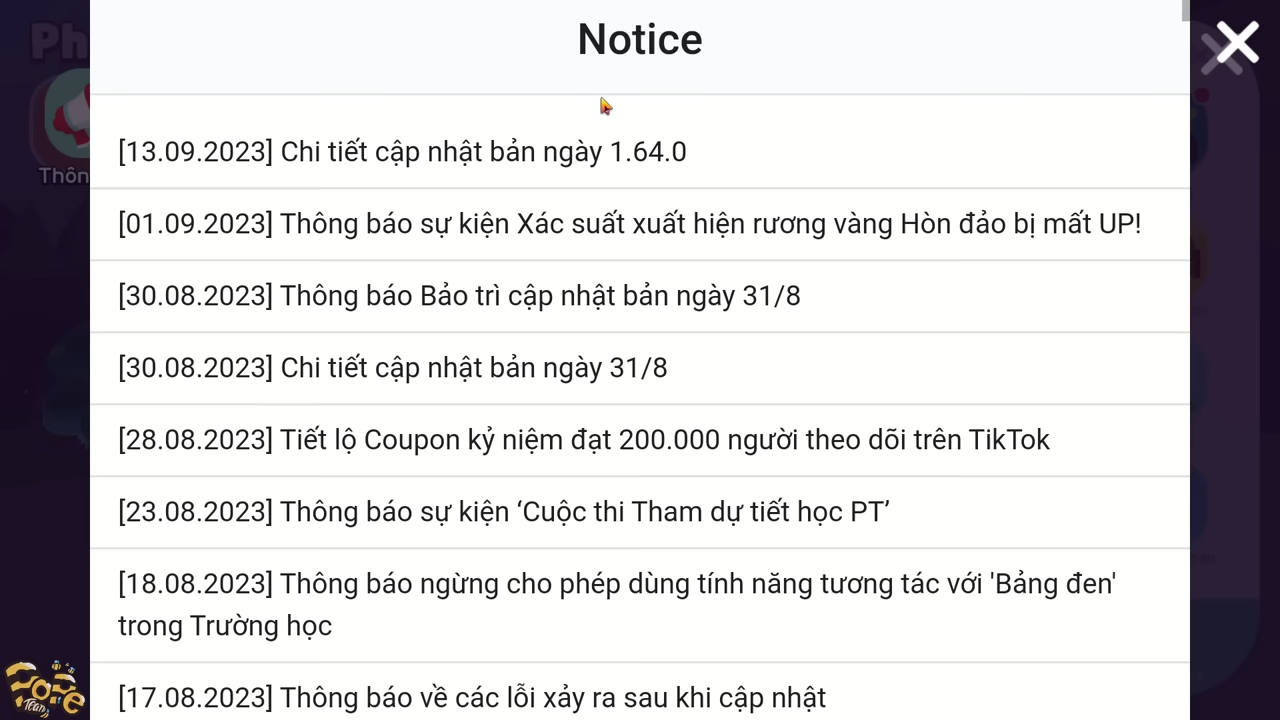 Ph
Notice
Thôn
[13.09.2023] Chi tiết cập nhật bản ngày 1.64.0
[01.09.2023] Thông báo sự kiện Xác suất xuất hiện rương vàng Hòn đảo bị mất UP!
[30.08.2023] Thông báo Bảo trì cập nhật bản ngày 31/8
[30.08.2023] Chi tiết cập nhật bản ngày 31/8
[28.08.2023] Tiết lộ Coupon kỷ niệm đạt 200.000 người theo dõi trên TikTok
[23.08.2023] Thông báo sự kiện ‘Cuộc thi Tham dự tiết học PT’
[18.08.2023] Thông báo ngừng cho phép dùng tính năng tương tác với 'Bảng đen'
trong Trường học
[17.08.2023] Thông báo về các lỗi xảy ra sau khi cập nhật
Team